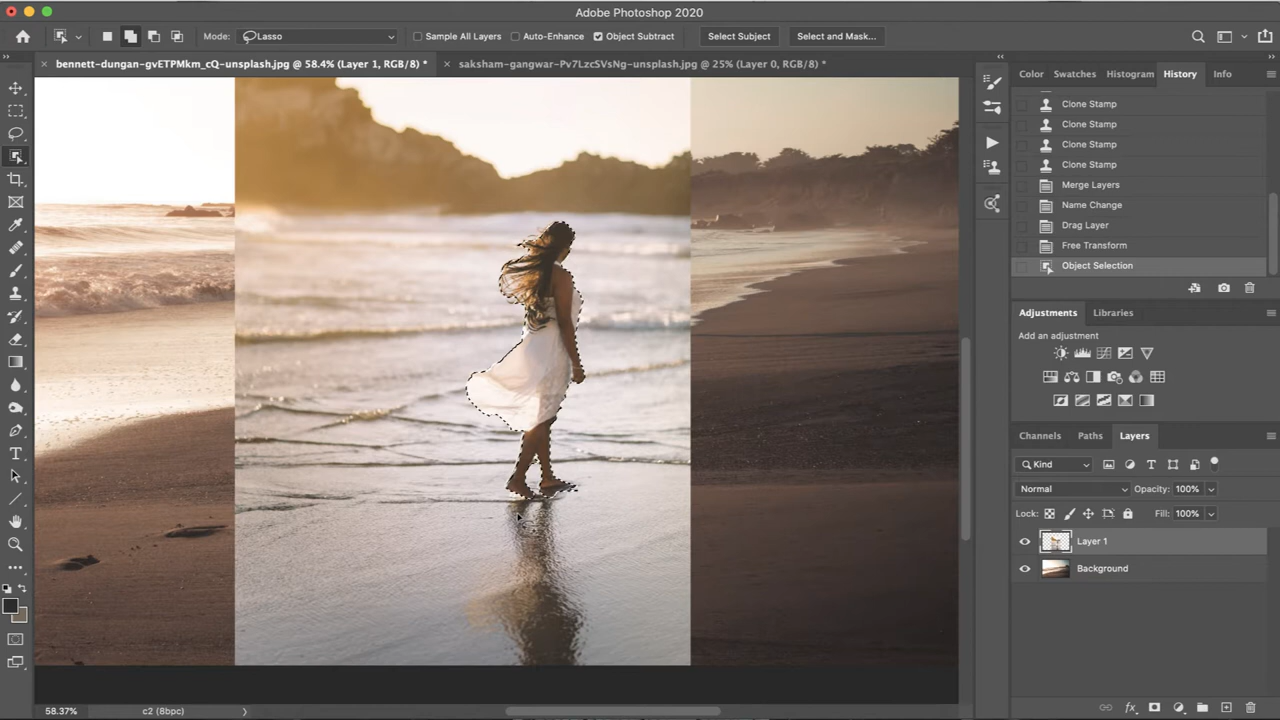 Adobe Photoshop 2020
Mode: Lasso Sample All Layers Auto-Enhance Object Subtract Select Subject Select and Mask...
bennett-dungan-gvETPMkm_cQ-unsplash.jpg @ 58.4% (Layer 1, RGB/8) * saksham-gangwar-Pv7LzcSVsNg-unsplash.jpg @ 25% (Layer 0, RGB/8) *
Color Swatches Histogram History Info
Clone Stamp
Clone Stamp
Clone Stamp
Clone Stamp
Merge Layers
Name Change
Drag Layer
Free Transform
Object Selection
Adjustments Libraries
Add an adjustment
Channels Paths Layers
Kind
Normal Opacity: 100%
Lock: Fill: 100%
Layer 1
Background
58.37% c2 (8bpc)